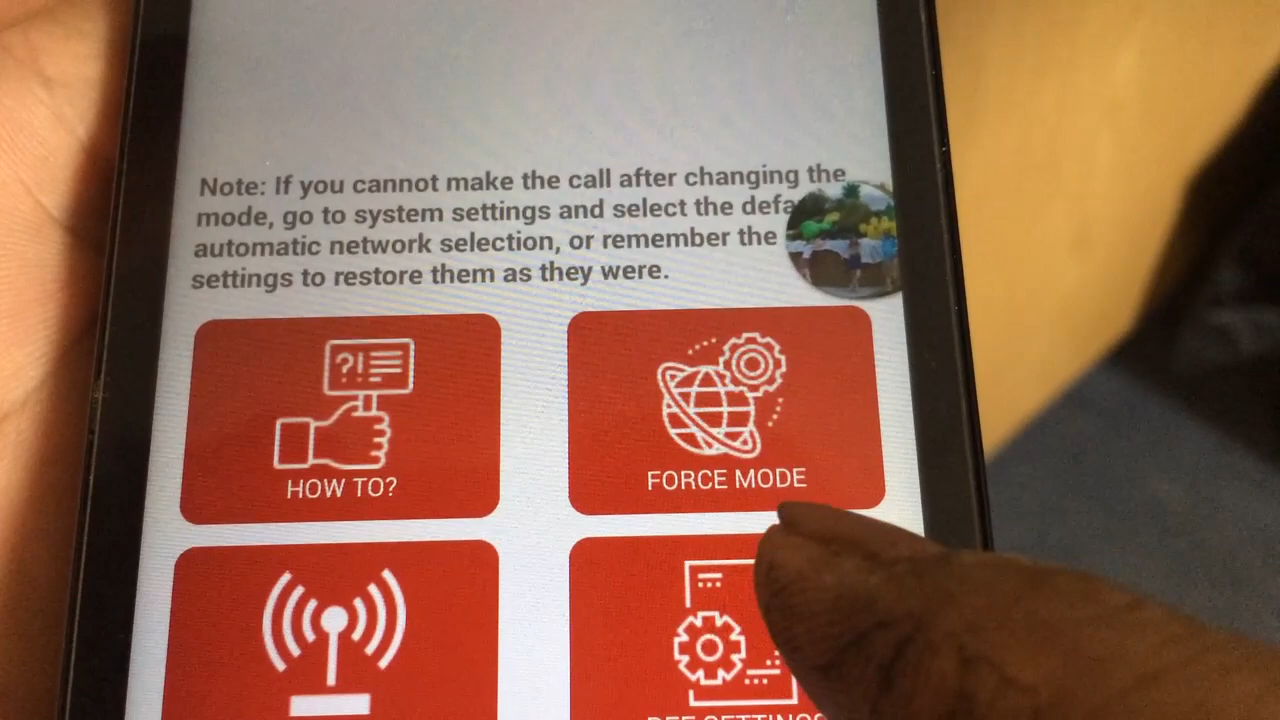 Note: If you cannot make the call after changing the
mode, go to system settings and select the
automatic network selection, or remember the
settings to restore them as they were.
?!
HOW TO?
FORCE MODE
SETTINGS